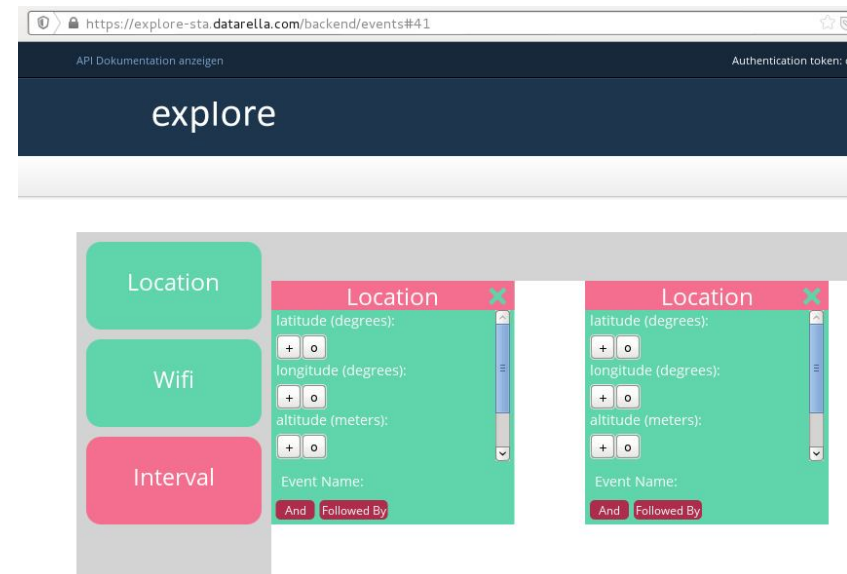 https://explore-sta.datarella.com/backend/events#41
API Dokumentation anzeigen
Authentication token:
explore
Location
Wifi
Interval
Location
latitude (degrees):
+ o
longitude (degrees):
+ o
altitude (meters):
+ o
Event Name:
And Followed By
Location
latitude (degrees):
+ o
longitude (degrees):
+ o
altitude (meters):
+ o
Event Name:
And Followed By